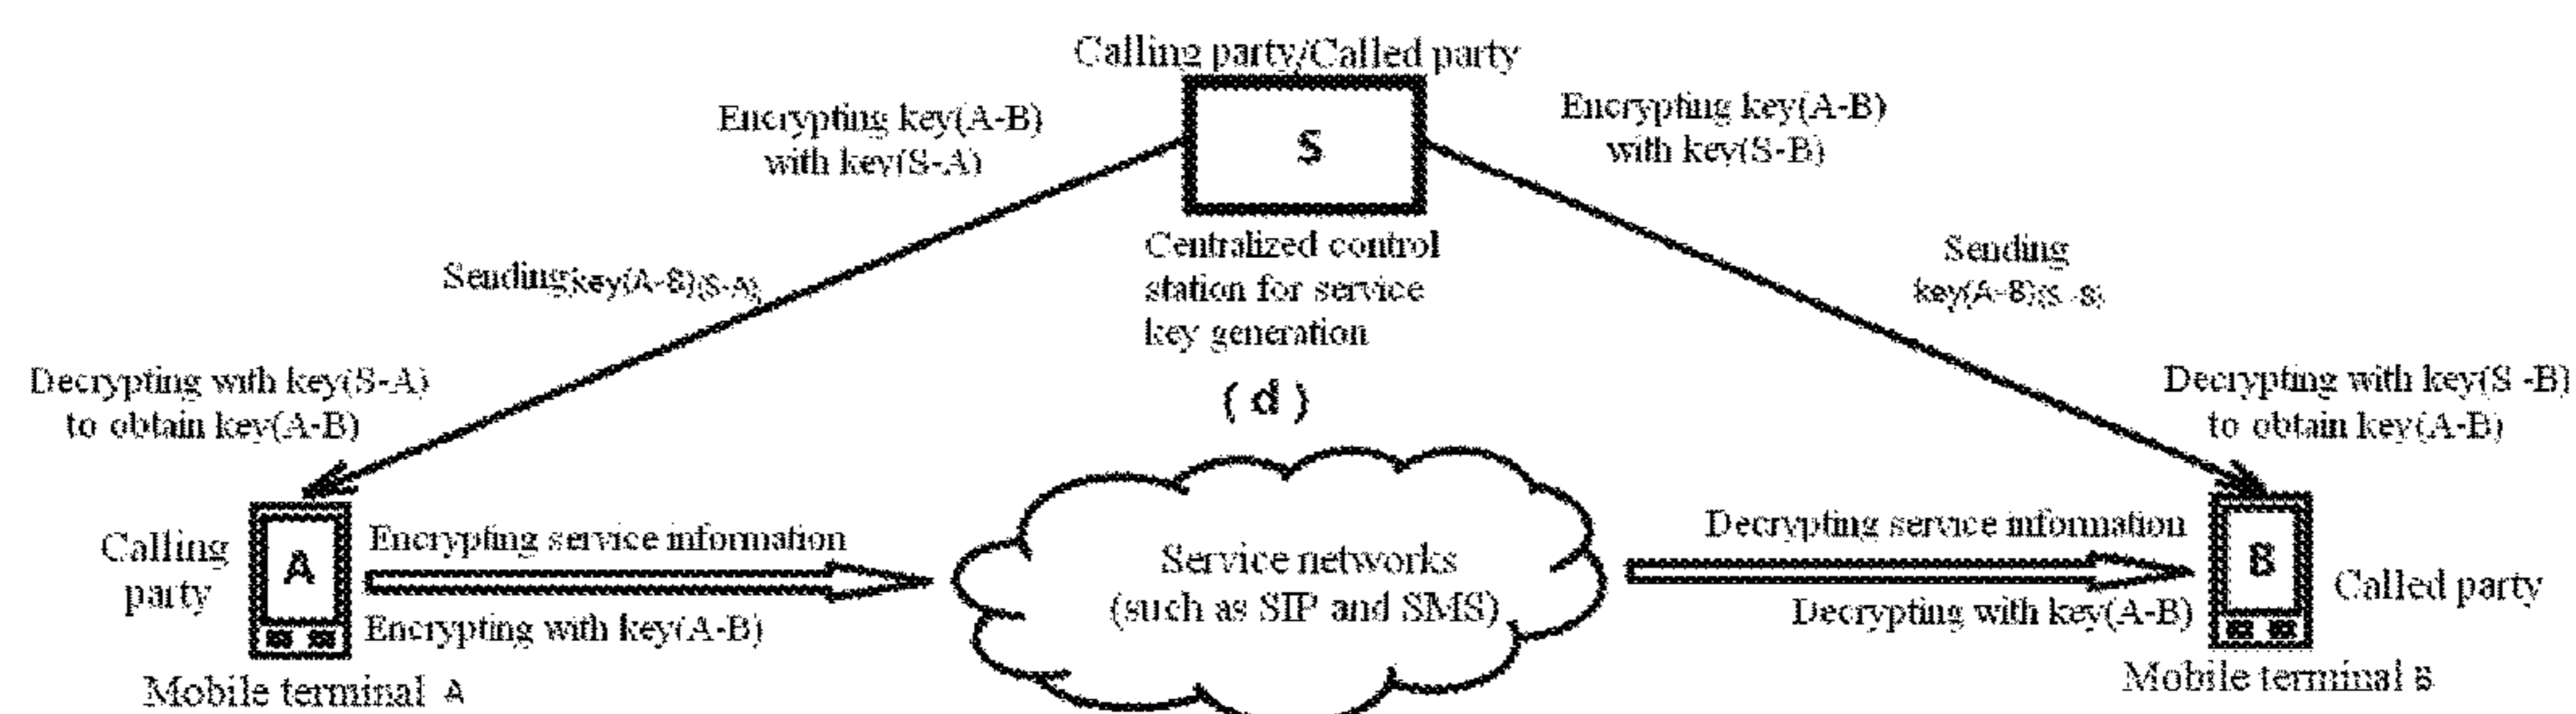 Calling party/Called party
Encrypting key(A-B)
with key(S-A)
S
Encrypting key(A-B)
with key(S-B)
Centralized control
station for service
key generation
Sending key(A-B)(S-A)
Sending
key(A-B)(S-B)
(d)
Decrypting with key(S-A)
to obtain key(A-B)
Decrypting with key(S -B)
to obtain key(A-B)
Calling
party
A
Encrypting service information
Encrypting with key(A-B)
Mobile terminal A
Service networks
(such as SIP and SMS)
Decrypting service information
Decrypting with key(A-B)
B
Called party
Mobile terminal B